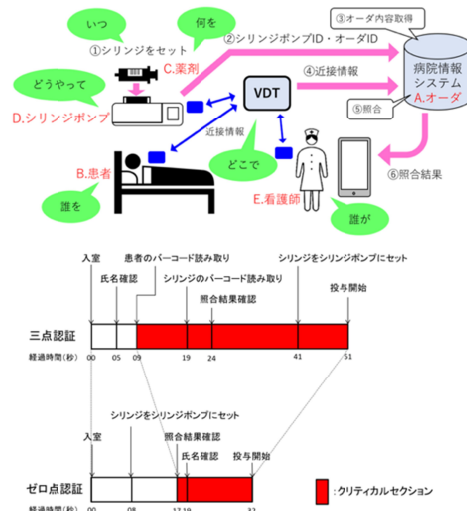 いつ
何を
③オーダ内容取得
①シリンジをセット
②シリンジポンプID・オーダID
C.薬剤
どうやって
④近接情報
病院情報
システム
A.オーダ
VDT
⑤照合
D.シリンジポンプ
近接情報
どこで
B.患者
⑥照合結果
誰を
E.看護師
誰が
入室
患者のバーコード読み取り
シリンジをシリンジポンプにセット
氏名確認
シリンジのバーコード読み取り
照合結果確認
投与開始
三点認証
経過時間(秒)
00
05
09
19
24
41
51
シリンジをシリンジポンプにセット
入室
照合結果確認
氏名確認
投与開始
ゼロ点認証
:クリティカルセクション
経過時間(秒)
00
08
17
19
32